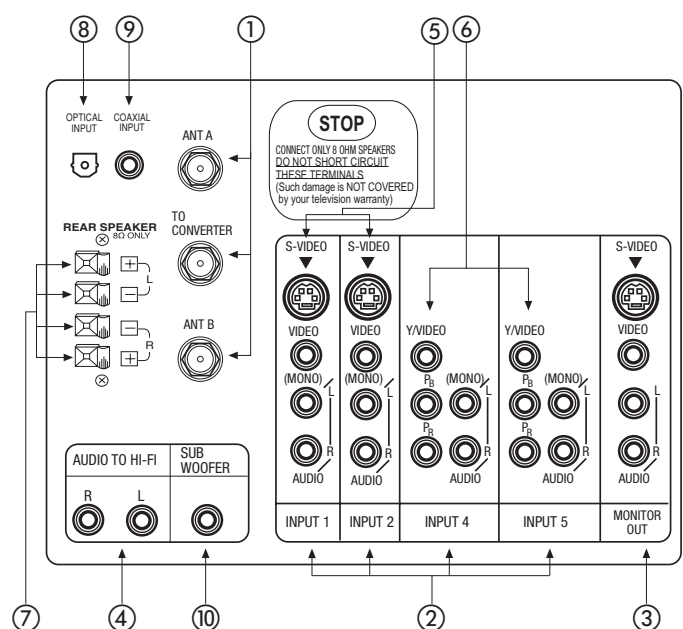 ⑧ ⑨ ① ⑤ ⑥
OPTICAL
INPUT
COAXIAL
INPUT
ANT A
TO
CONVERTER
ANT B
STOP
CONNECT ONLY 8 OHM SPEAKERS
DO NOT SHORT CIRCUIT
THESE TERMINALS
(Such damage is NOT COVERED
by your television warranty)
REAR SPEAKER
8Ω ONLY
+
L
−
−
R
+
S-VIDEO
VIDEO
(MONO)
L
R
AUDIO
INPUT 1
S-VIDEO
VIDEO
(MONO)
L
R
AUDIO
INPUT 2
Y/VIDEO
PB
(MONO)
L
PR
R
AUDIO
INPUT 4
Y/VIDEO
PB
(MONO)
L
PR
R
AUDIO
INPUT 5
S-VIDEO
VIDEO
L
R
AUDIO
MONITOR
OUT
AUDIO TO HI-FI
R L
SUB
WOOFER
⑦ ④ ⑩ ② ③